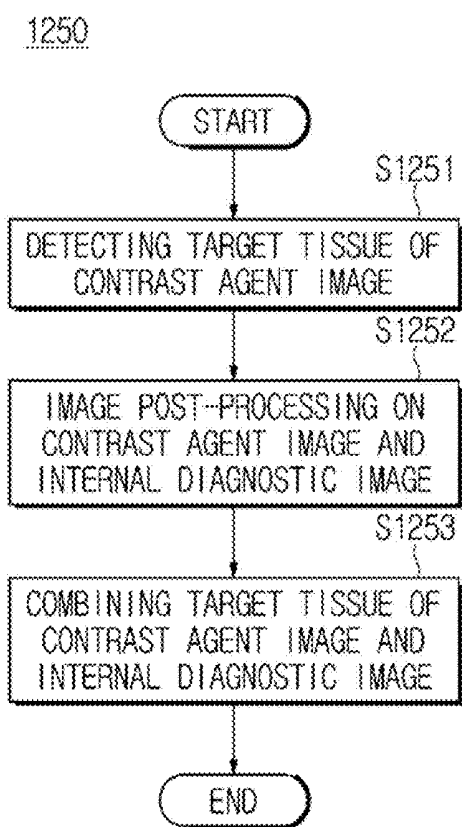 1250
START
S1251
DETECTING TARGET TISSUE OF
CONTRAST AGENT IMAGE
S1252
IMAGE POST-PROCESSING ON
CONTRAST AGENT IMAGE AND
INTERNAL DIAGNOSTIC IMAGE
S1253
COMBINING TARGET TISSUE OF
CONTRAST AGENT IMAGE AND
INTERNAL DIAGNOSTIC IMAGE
END